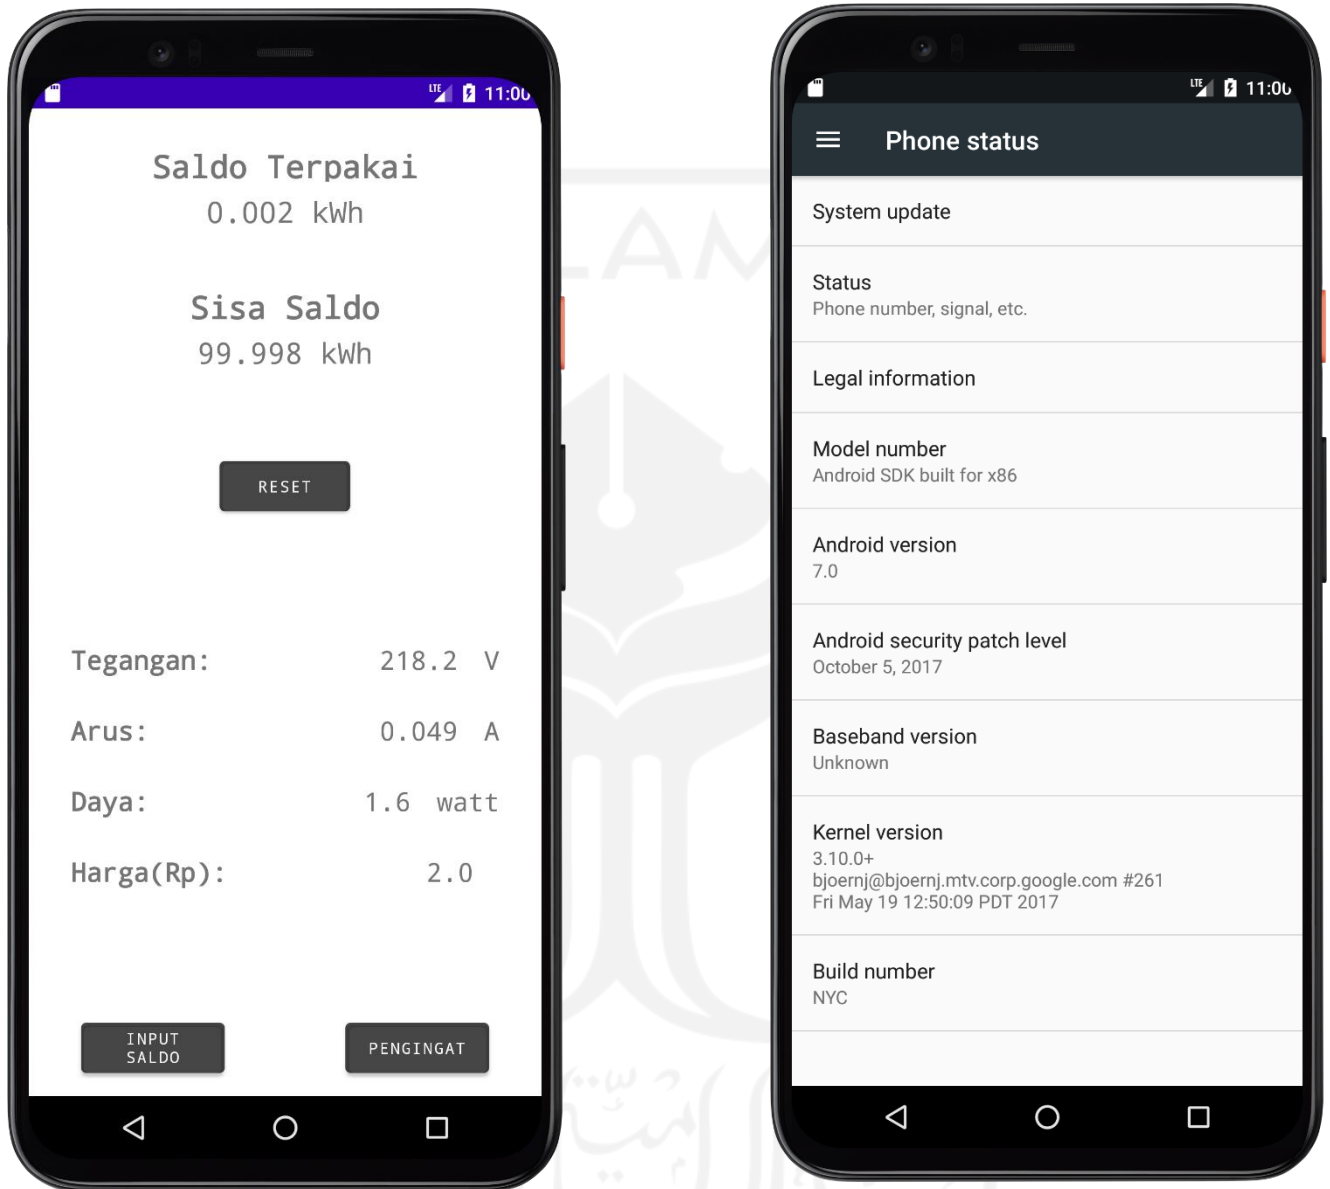 LTE 11:00
Saldo Terpakai
0.002 kWh
Sisa Saldo
99.998 kWh
RESET
Tegangan: 218.2 V
Arus: 0.049 A
Daya: 1.6 watt
Harga(Rp): 2.0
INPUT
SALDO
PENGINGAT
LTE 11:00
Phone status
System update
Status
Phone number, signal, etc.
Legal information
Model number
Android SDK built for x86
Android version
7.0
Android security patch level
October 5, 2017
Baseband version
Unknown
Kernel version
3.10.0+
bjoernj@bjoernj.mtv.corp.google.com #261
Fri May 19 12:50:09 PDT 2017
Build number
NYC